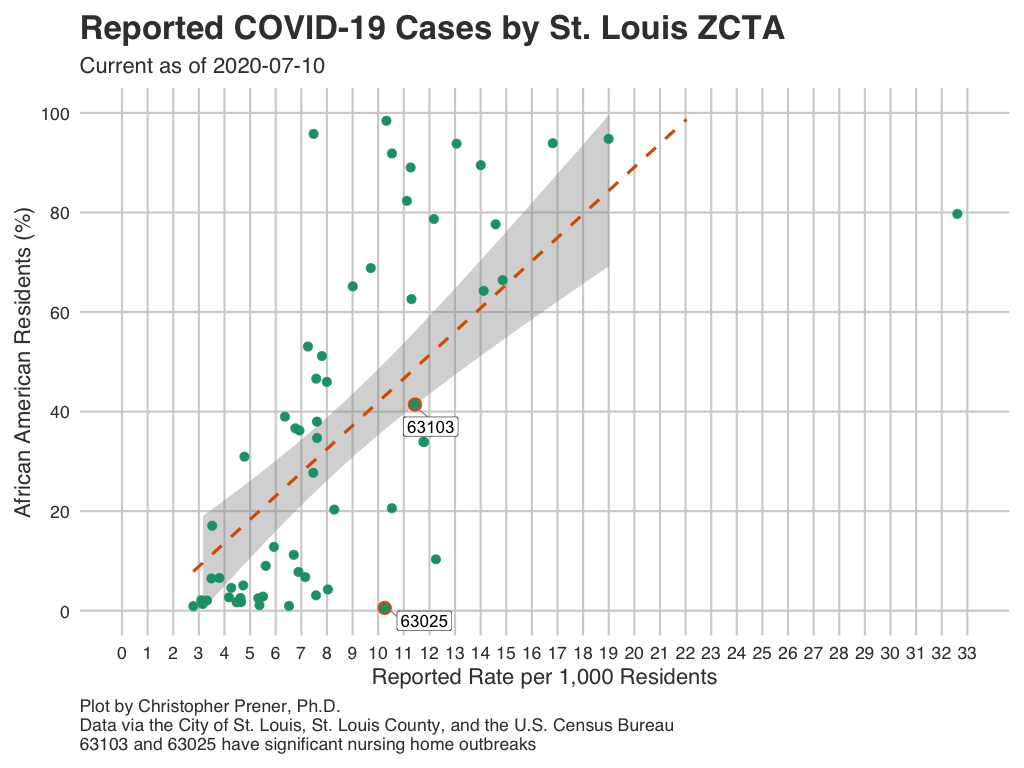 Reported COVID-19 Cases by St. Louis ZCTA
Current as of 2020-07-10
African American Residents (%)
100
80
60
40
20
0
63103
63025
0 1 2 3 4 5 6 7 8 9 10 11 12 13 14 15 16 17 18 19 20 21 22 23 24 25 26 27 28 29 30 31 32 33
Reported Rate per 1,000 Residents
Plot by Christopher Prener, Ph.D.
Data via the City of St. Louis, St. Louis County, and the U.S. Census Bureau
63103 and 63025 have significant nursing home outbreaks